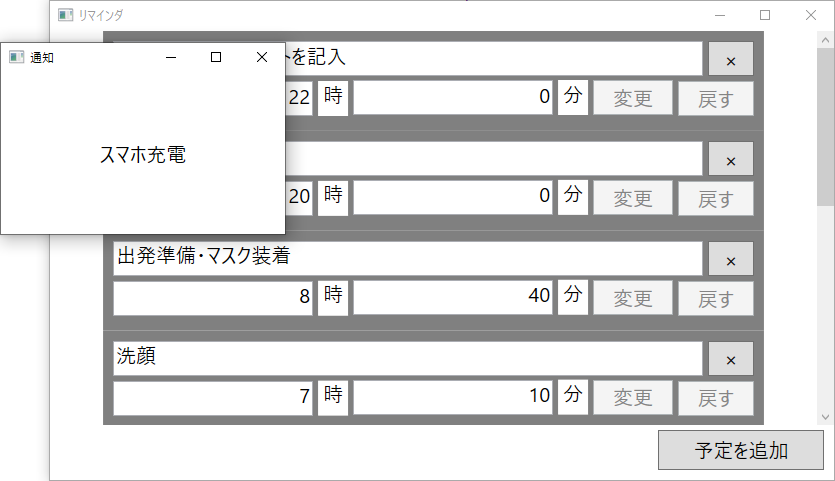 リマインダ
通知
スマホ充電
トを記入
×
22 時 0 分 変更 戻す
×
20 時 0 分 変更 戻す
出発準備・マスク装着
×
8 時 40 分 変更 戻す
洗顔
×
7 時 10 分 変更 戻す
予定を追加